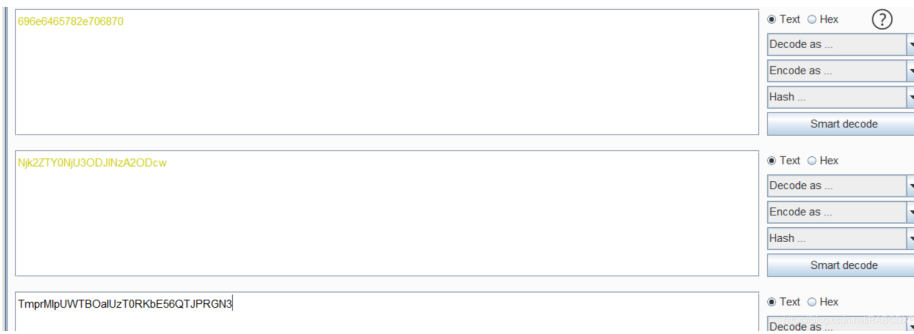 696e6465782e706870
Text Hex ?
Decode as ...
Encode as ...
Hash ...
Smart decode
Njk2ZTY0NjU3ODJlNzA2ODcw
Text Hex
Decode as ...
Encode as ...
Hash ...
Smart decode
TmprMlpUWTBOalUzT0RKbE56QTJPRGN3
Text Hex
Decode as ...